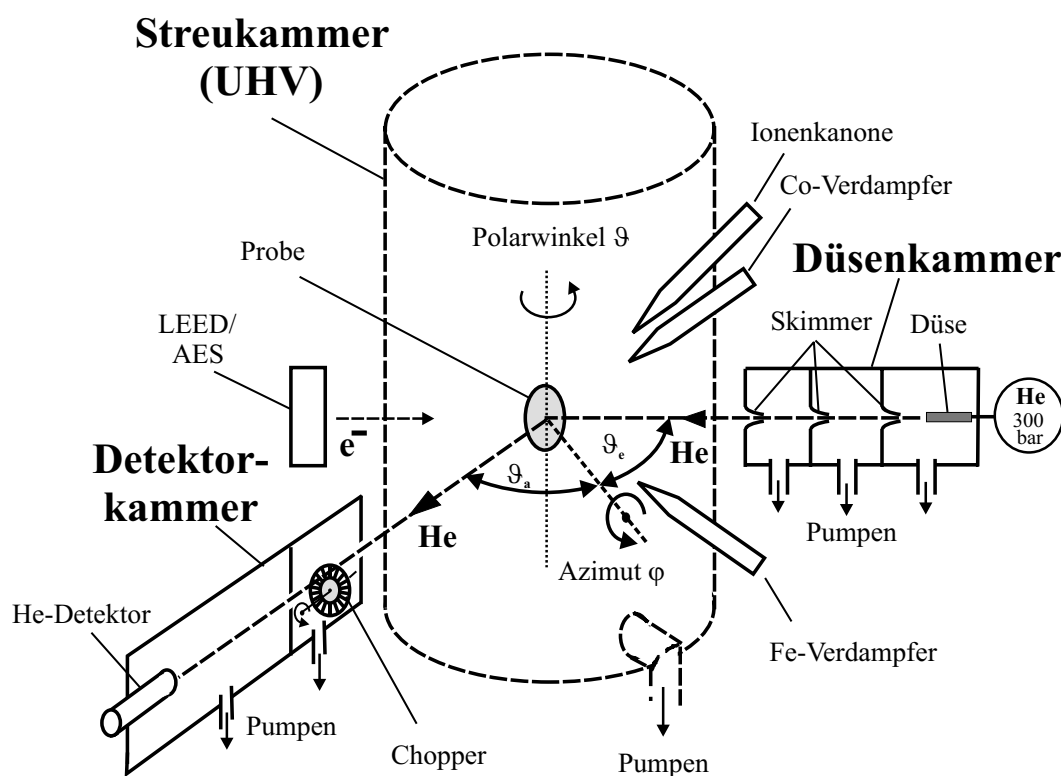 Streukammer
(UHV)
Ionenkanone
Co-Verdampfer
Polarwinkel ϑ
Probe
Düsenkammer
LEED/
AES
Skimmer
Düse
He
300
bar
e-
ϑe
He
Detektor-
kammer
ϑa
He
Pumpen
Azimut φ
He-Detektor
Fe-Verdampfer
Pumpen
Chopper
Pumpen